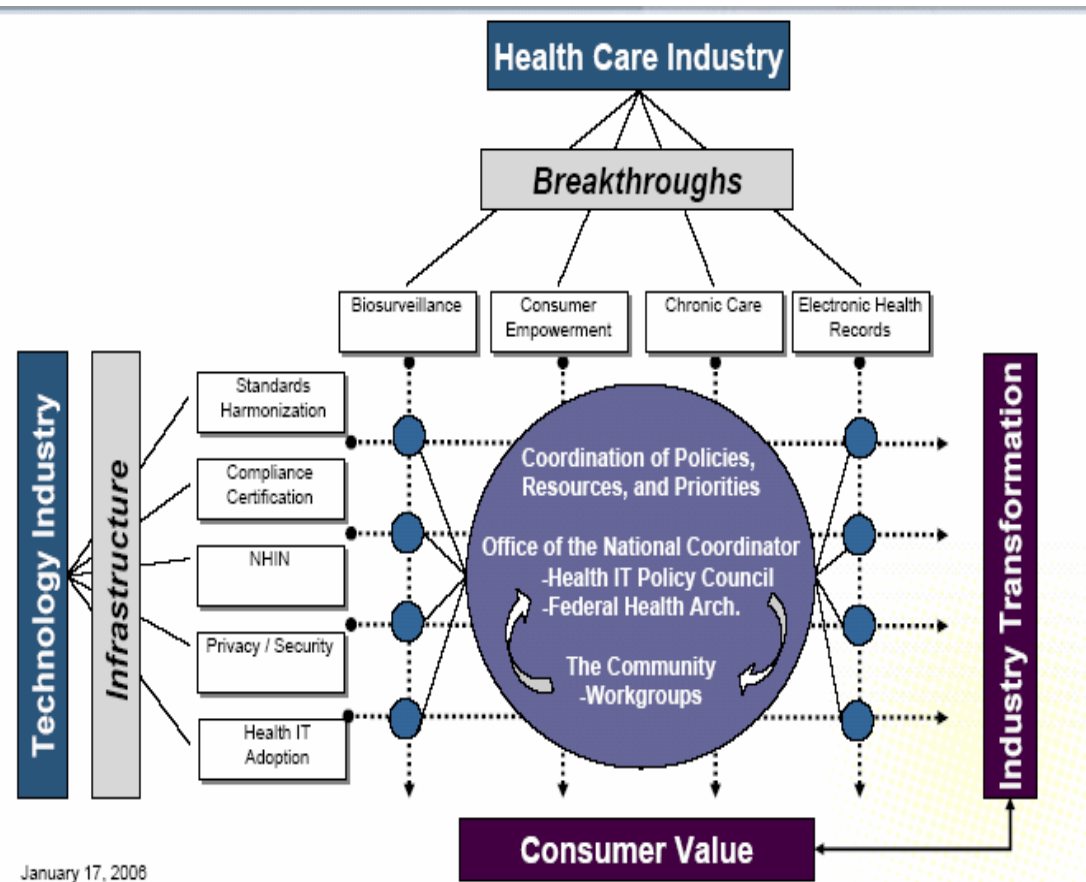 Health Care Industry
Breakthroughs
Biosurveillance
Consumer
Empowerment
Chronic Care
Electronic Health
Records
Technology Industry
Infrastructure
Standards
Harmonization
Compliance
Certification
NHIN
Privacy / Security
Health IT
Adoption
Coordination of Policies,
Resources, and Priorities
Office of the National Coordinator
-Health IT Policy Council
-Federal Health Arch.
The Community
-Workgroups
Industry Transformation
Consumer Value
January 17, 2006